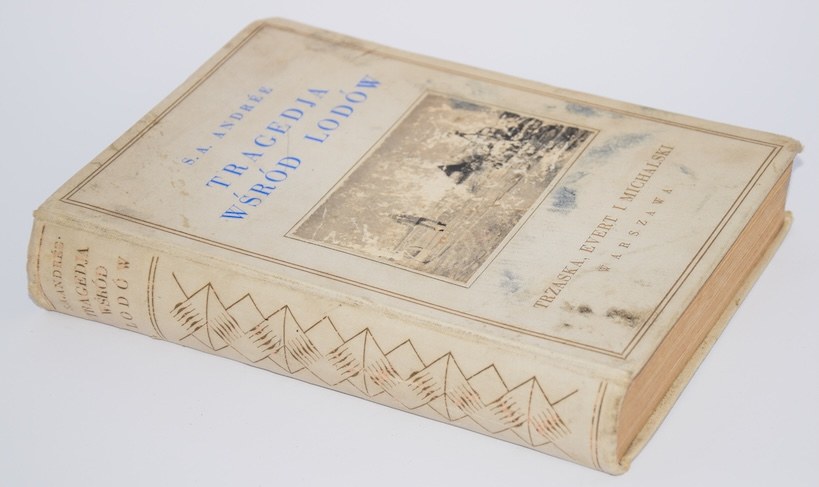 S.A. ANDRÉE
TRAGEDJA
WŚRÓD LODÓW
TRZASKA, EVERT I MICHALSKI
WARSZAWA
S.A. ANDRÉE
TRAGEDJA
WŚRÓD
LODÓW